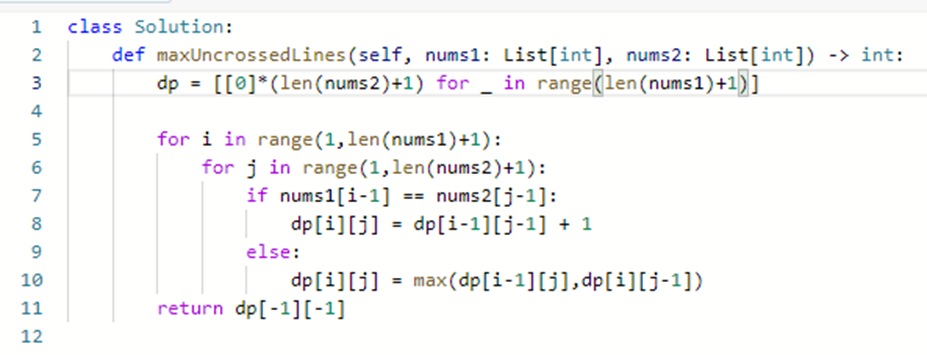 1 class Solution:
2     def maxUncrossedLines(self, nums1: List[int], nums2: List[int]) -> int:
3         dp = [[0]*(len(nums2)+1) for _ in range(len(nums1)+1)]
4
5         for i in range(1,len(nums1)+1):
6             for j in range(1,len(nums2)+1):
7                 if nums1[i-1] == nums2[j-1]:
8                     dp[i][j] = dp[i-1][j-1] + 1
9                 else:
10                     dp[i][j] = max(dp[i-1][j],dp[i][j-1])
11         return dp[-1][-1]
12